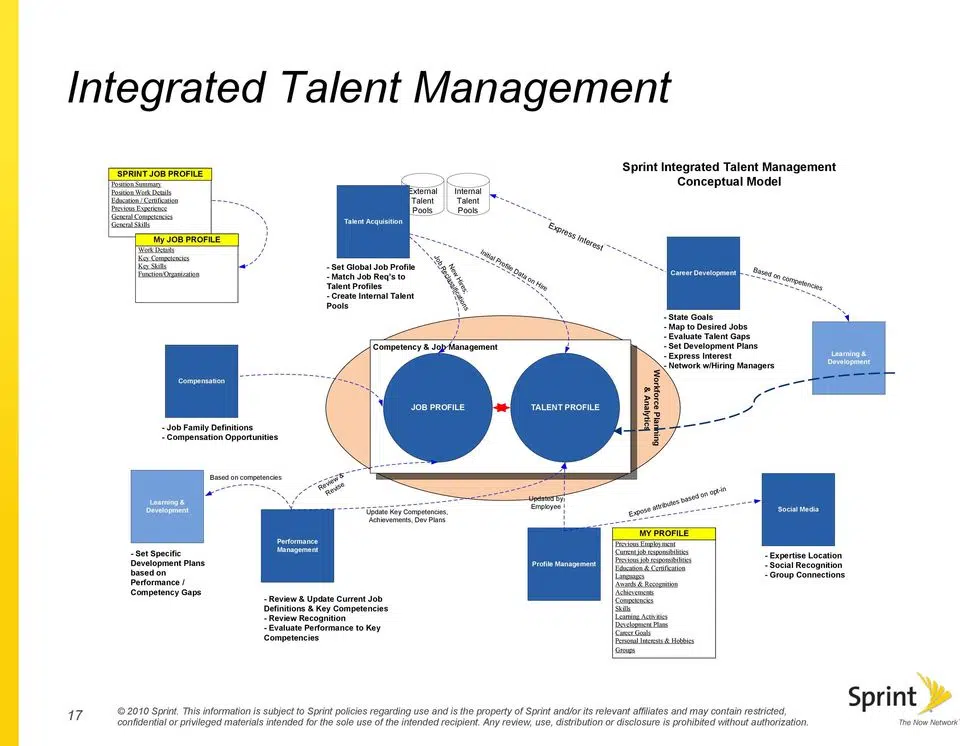 Integrated Talent Management
Sprint Integrated Talent Management
Conceptual Model
SPRINT JOB PROFILE
Position Summary
Position Work Details
Education / Certification
Previous Experience
General Competencies
General Skills
My JOB PROFILE
Work Details
Key Competencies
Key Skills
Function/Organization
External
Talent
Pools
Internal
Talent
Pools
Talent Acquisition
- Set Global Job Profile
- Match Job Req's to
Talent Profiles
- Create Internal Talent
Pools
New Hires;
Job Reclassifications
Initial Profile Data on Hire
Express Interest
Career Development
Based on competencies
- State Goals
- Map to Desired Jobs
- Evaluate Talent Gaps
- Set Development Plans
- Express Interest
- Network w/Hiring Managers
Learning &
Development
Competency & Job Management
JOB PROFILE
TALENT PROFILE
Workforce Planning
& Analytics
Compensation
- Job Family Definitions
- Compensation Opportunities
Based on competencies
Learning &
Development
- Set Specific
Development Plans
based on
Performance /
Competency Gaps
Review &
Revise
Update Key Competencies,
Achievements, Dev Plans
Performance
Management
- Review & Update Current Job
Definitions & Key Competencies
- Review Recognition
- Evaluate Performance to Key
Competencies
Updated by
Employee
Profile Management
Expose attributes based on opt-in
MY PROFILE
Previous Employment
Current job responsibilities
Previous job responsibilities
Education & Certification
Languages
Awards & Recognition
Achievements
Competencies
Skills
Learning Activities
Development Plans
Career Goals
Personal Interests & Hobbies
Groups
Social Media
- Expertise Location
- Social Recognition
- Group Connections
17
© 2010 Sprint. This information is subject to Sprint policies regarding use and is the property of Sprint and/or its relevant affiliates and may contain restricted,
confidential or privileged materials intended for the sole use of the intended recipient. Any review, use, distribution or disclosure is prohibited without authorization.
Sprint
The Now Network